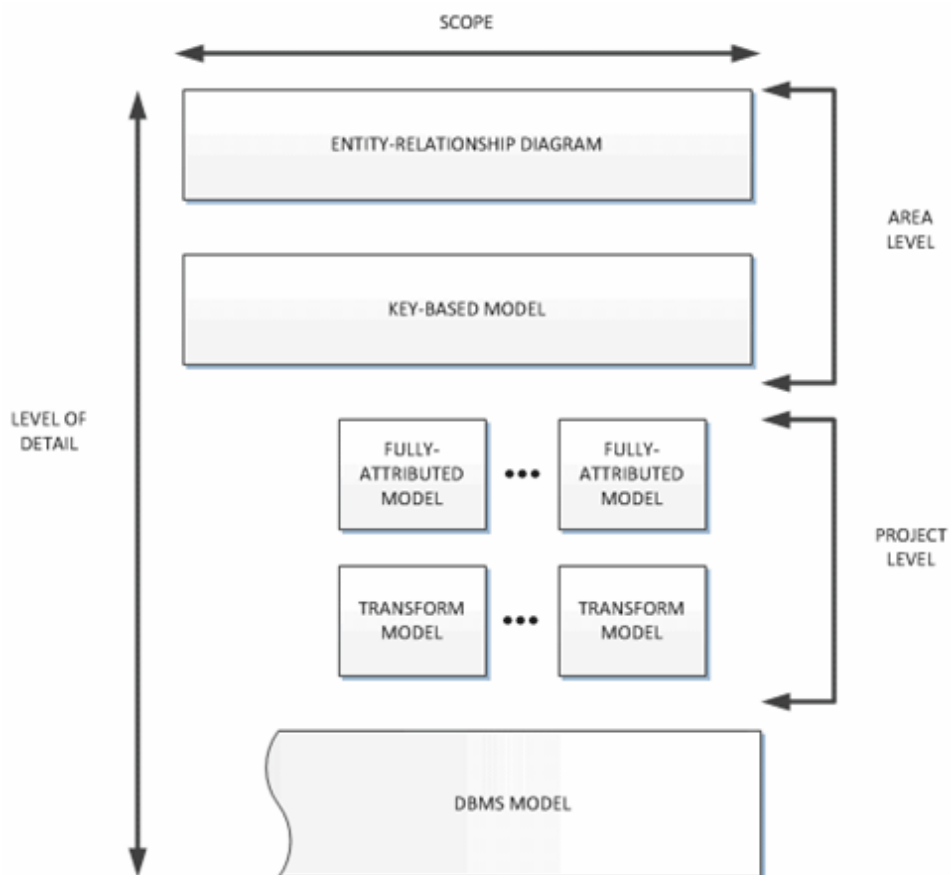 SCOPE
ENTITY-RELATIONSHIP DIAGRAM
AREA
LEVEL
KEY-BASED MODEL
LEVEL OF
DETAIL
FULLY-
ATTRIBUTED
MODEL
•••
FULLY-
ATTRIBUTED
MODEL
PROJECT
LEVEL
TRANSFORM
MODEL
•••
TRANSFORM
MODEL
DBMS MODEL